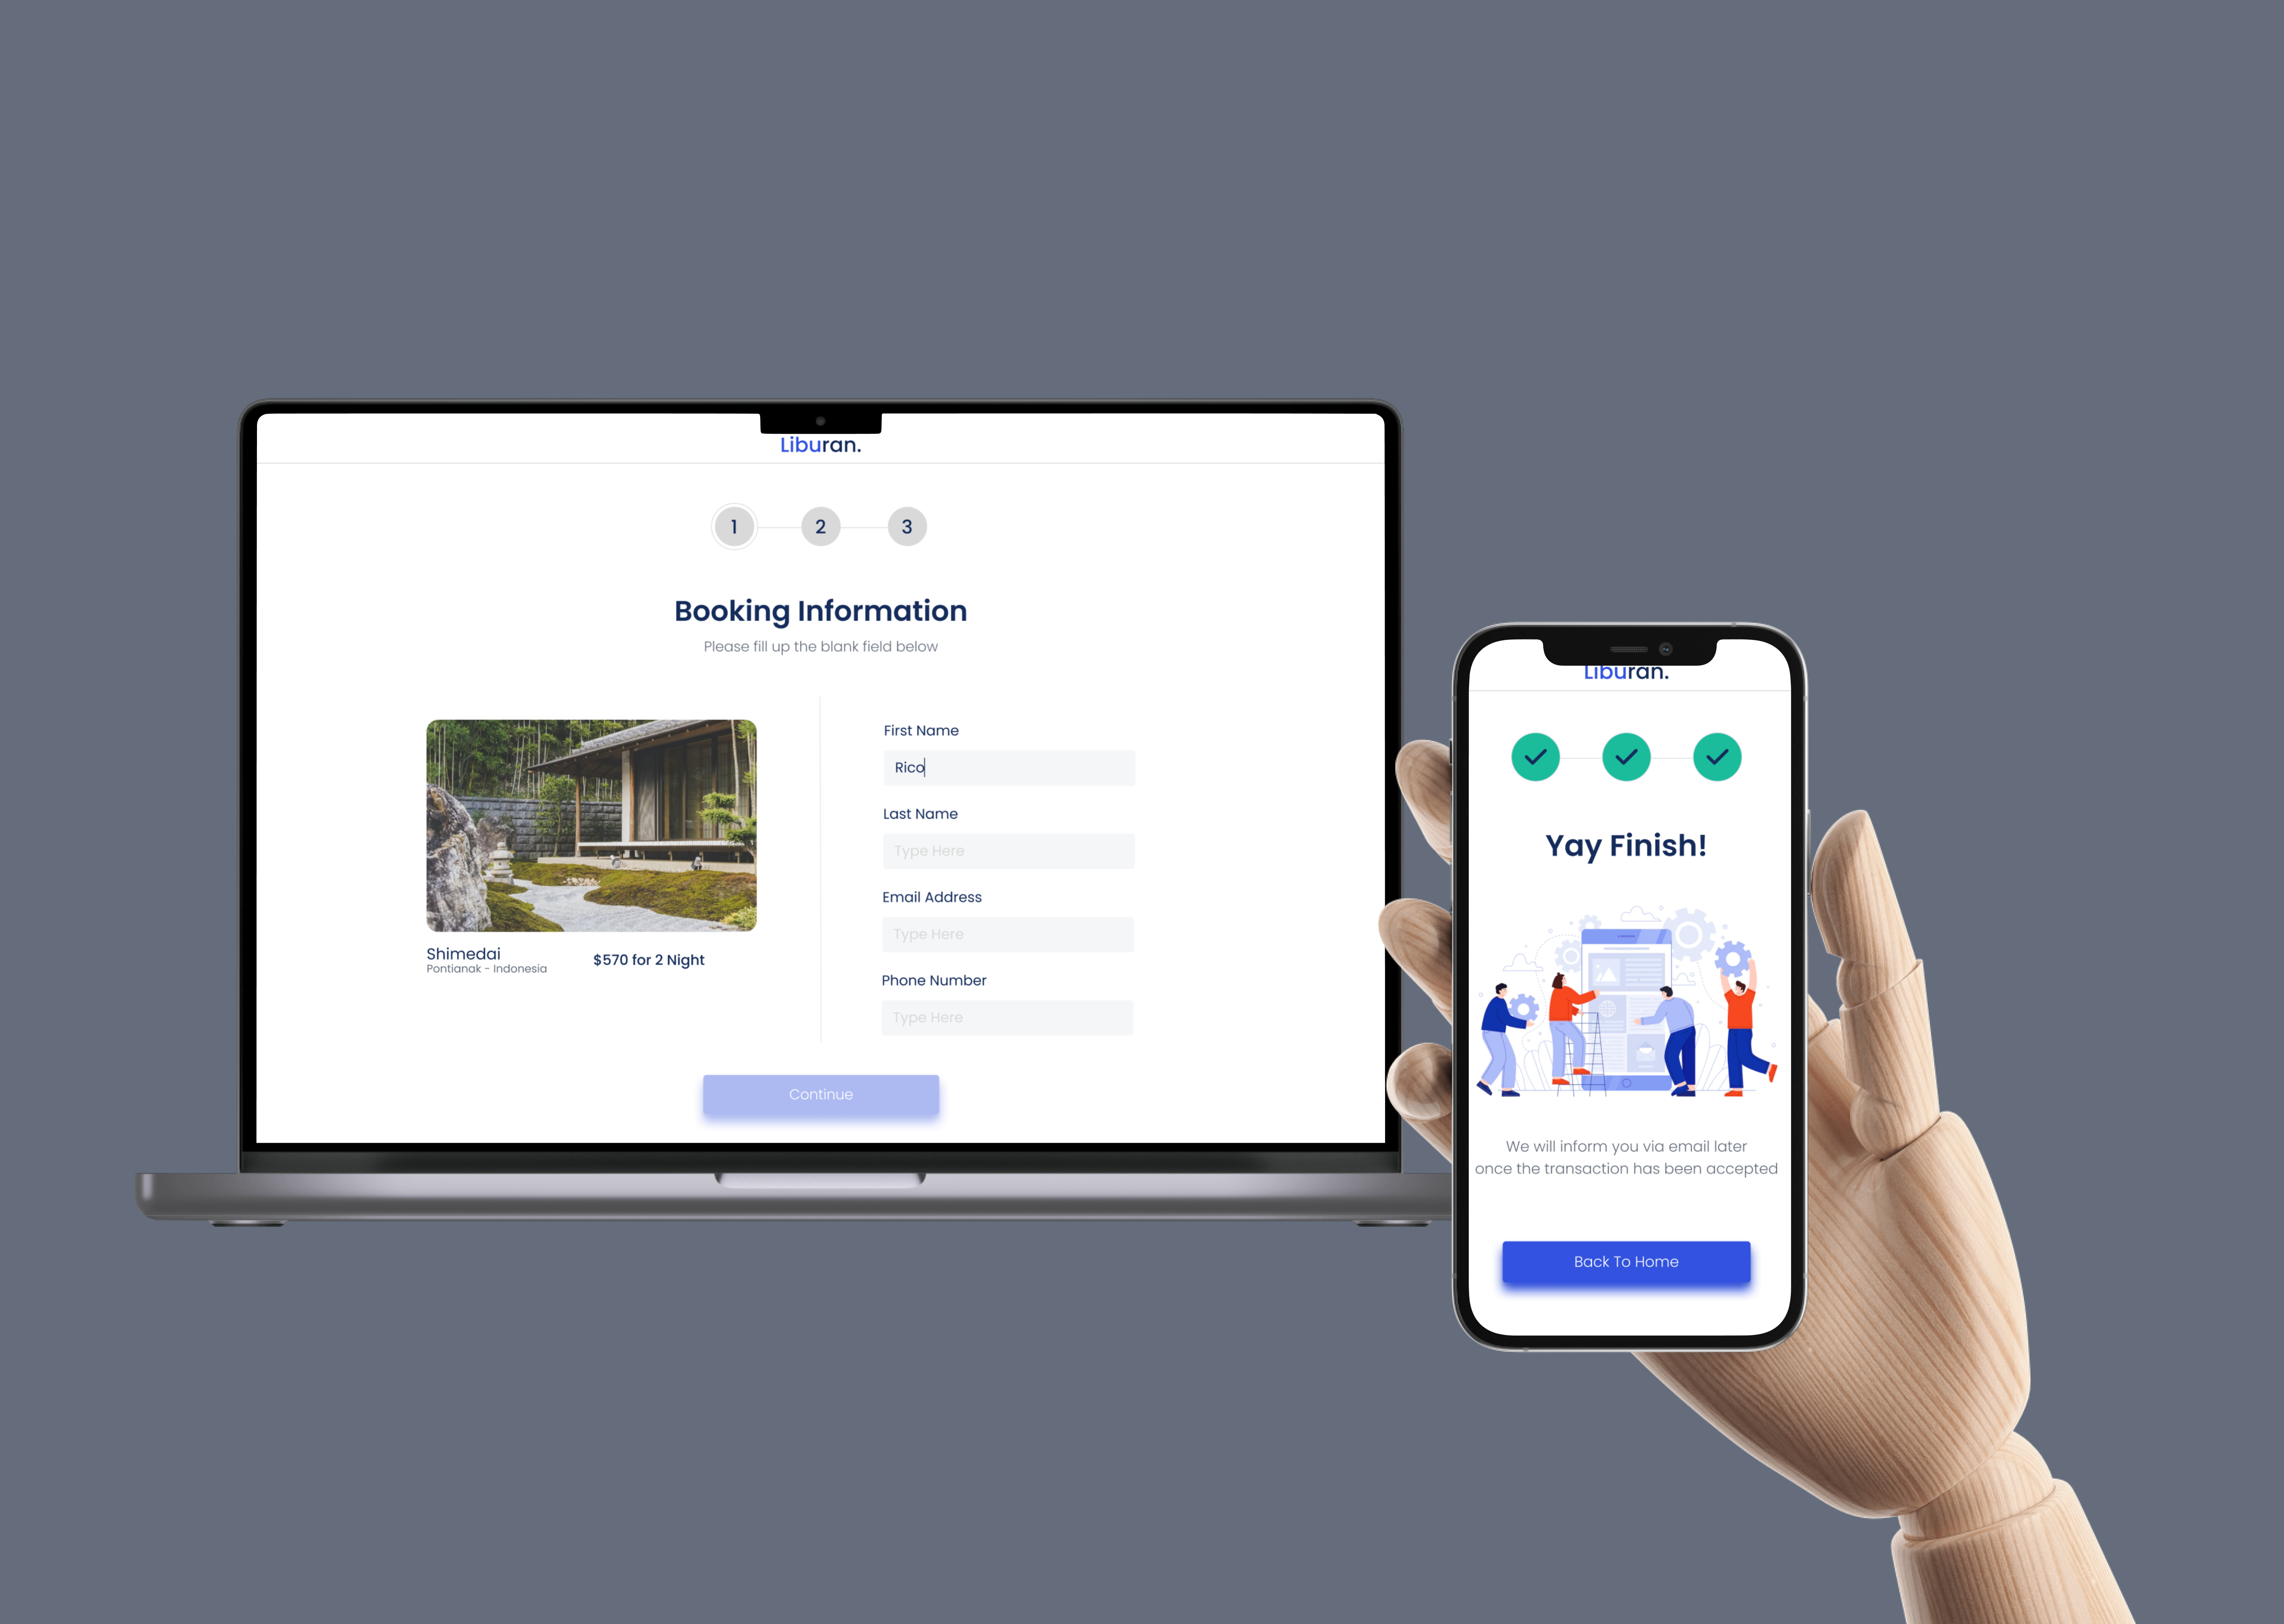 Liburan.
1 2 3
Booking Information
Please fill up the blank field below
Shimedai
Pontianak - Indonesia
$570 for 2 Night
First Name
Rico
Last Name
Type Here
Email Address
Type Here
Phone Number
Type Here
Continue
Liburan.
Yay Finish!
We will inform you via email later
once the transaction has been accepted
Back To Home